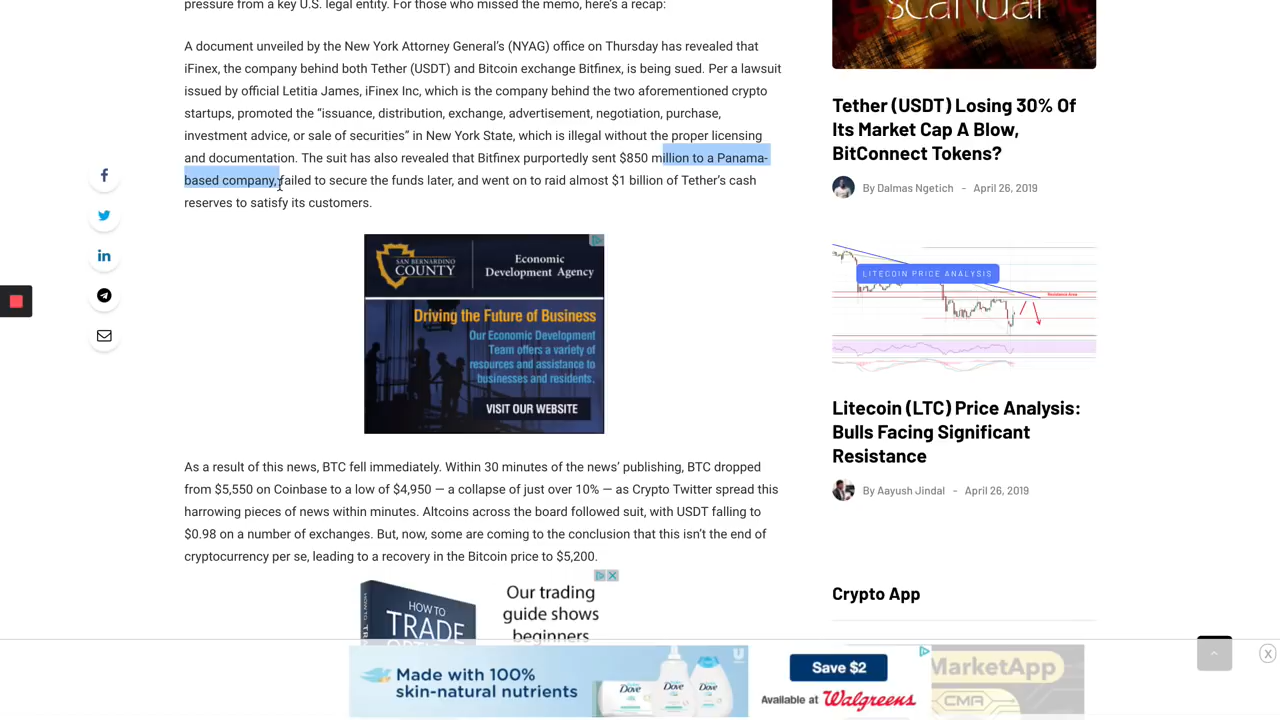 pressure from a key U.S. legal entity. For those who missed the memo, here's a recap:
A document unveiled by the New York Attorney General's (NYAG) office on Thursday has revealed that
iFinex, the company behind both Tether (USDT) and Bitcoin exchange Bitfinex, is being sued. Per a lawsuit
issued by official Letitia James, iFinex Inc, which is the company behind the two aforementioned crypto
startups, promoted the “issuance, distribution, exchange, advertisement, negotiation, purchase,
investment advice, or sale of securities” in New York State, which is illegal without the proper licensing
and documentation. The suit has also revealed that Bitfinex purportedly sent $850 million to a Panama-
based company, failed to secure the funds later, and went on to raid almost $1 billion of Tether's cash
reserves to satisfy its customers.
SAN BERNARDINO
COUNTY
Economic
Development Agency
Driving the Future of Business
Our Economic Development
Team offers a variety of
resources and assistance to
businesses and residents.
VISIT OUR WEBSITE
As a result of this news, BTC fell immediately. Within 30 minutes of the news' publishing, BTC dropped
from $5,550 on Coinbase to a low of $4,950 — a collapse of just over 10% — as Crypto Twitter spread this
harrowing pieces of news within minutes. Altcoins across the board followed suit, with USDT falling to
$0.98 on a number of exchanges. But, now, some are coming to the conclusion that this isn't the end of
cryptocurrency per se, leading to a recovery in the Bitcoin price to $5,200.
HOW TO
TRADE
Our trading
guide shows
beginners
scandal
Tether (USDT) Losing 30% Of
Its Market Cap A Blow,
BitConnect Tokens?
By Dalmas Ngetich - April 26, 2019
LITECOIN PRICE ANALYSIS
Resistance Area
Litecoin (LTC) Price Analysis:
Bulls Facing Significant
Resistance
By Aayush Jindal - April 26, 2019
Crypto App
Made with 100%
skin-natural nutrients
Dove
Dove
Dove
Save $2
Available at Walgreens
MarketApp
CMA
X